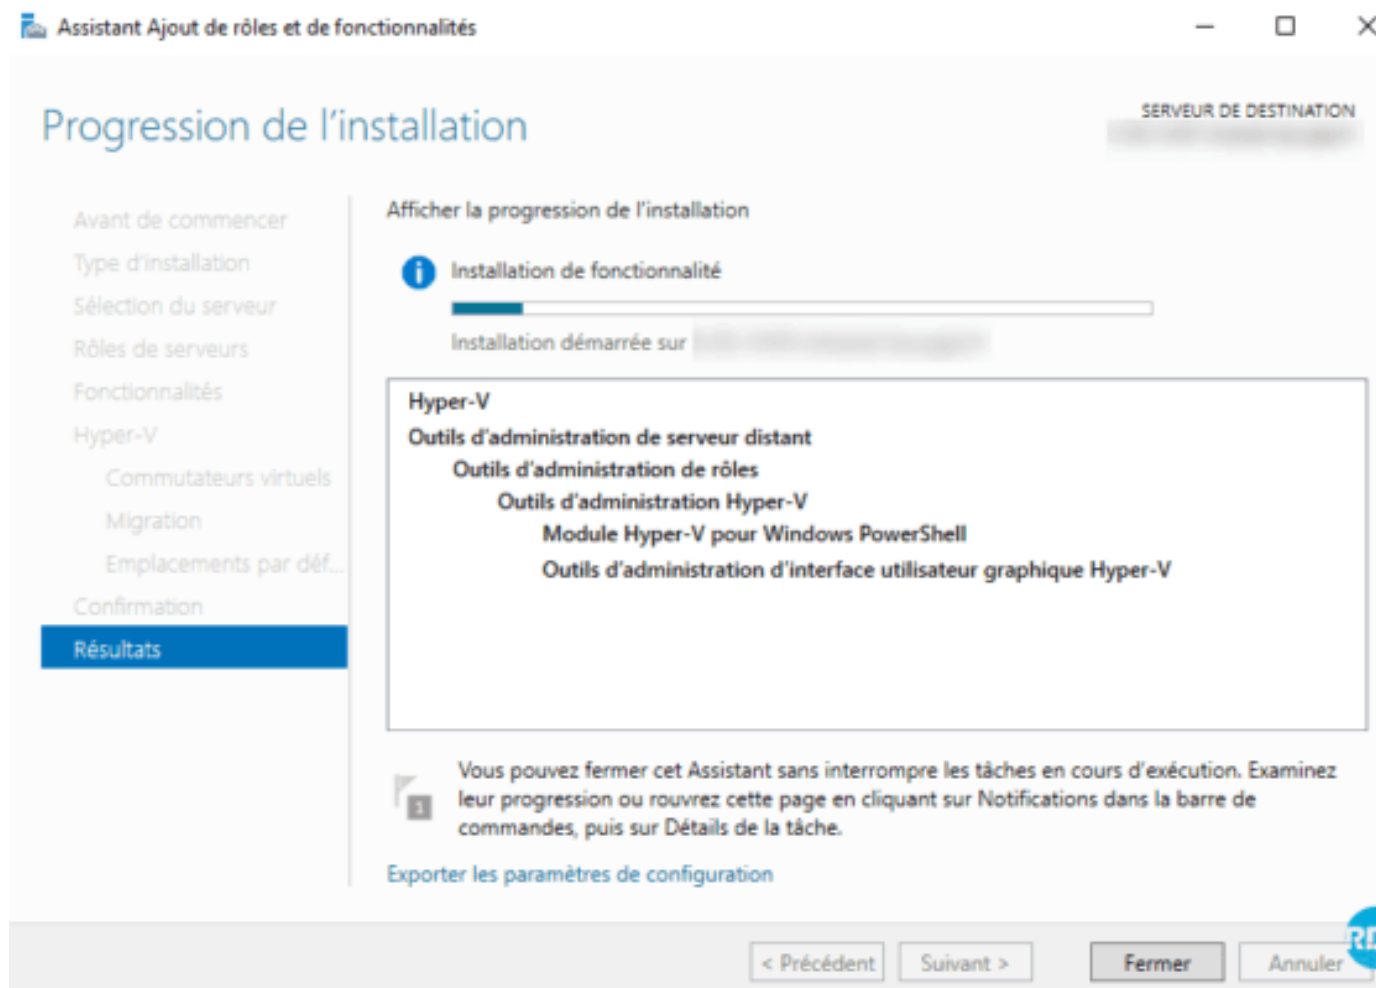 Assistant Ajout de rôles et de fonctionnalités
Progression de l'installation
SERVEUR DE DESTINATION
Avant de commencer
Type d'installation
Sélection du serveur
Rôles de serveurs
Fonctionnalités
Hyper-V
Commutateurs virtuels
Migration
Emplacements par déf...
Confirmation
Résultats
Afficher la progression de l'installation
Installation de fonctionnalité
Installation démarrée sur
Hyper-V
Outils d'administration de serveur distant
Outils d'administration de rôles
Outils d'administration Hyper-V
Module Hyper-V pour Windows PowerShell
Outils d'administration d'interface utilisateur graphique Hyper-V
1
Vous pouvez fermer cet Assistant sans interrompre les tâches en cours d'exécution. Examinez
leur progression ou rouvrez cette page en cliquant sur Notifications dans la barre de
commandes, puis sur Détails de la tâche.
Exporter les paramètres de configuration
< Précédent
Suivant >
Fermer
Annuler